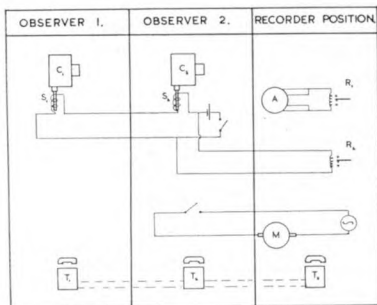 OBSERVER 1.
OBSERVER 2.
RECORDER POSITION.
C₁
C₂
S₁
S₂
A
R₁
R₂
M
T₁
T₂
T₃